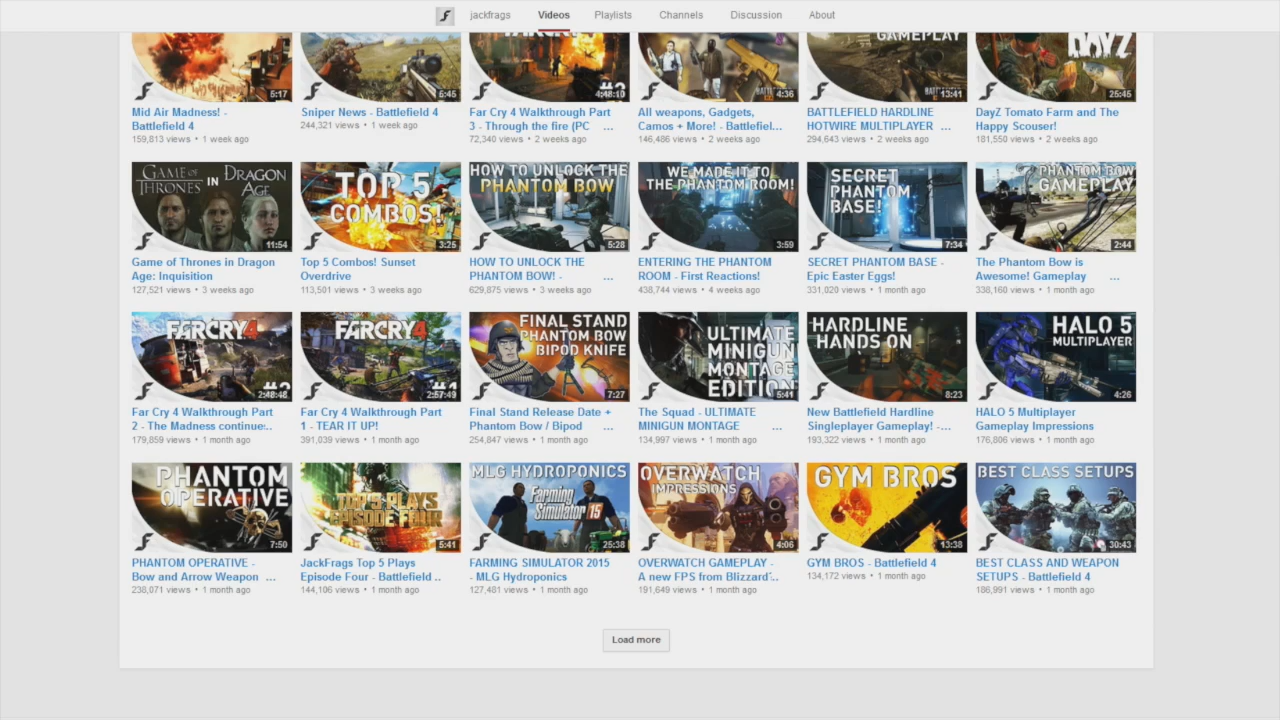 jackfrags Videos Playlists Channels Discussion About
GAMEPLAY
DAYZ
5:17
5:45
#3
4:48:10
4:36
13:41
25:45
Mid Air Madness! -
Battlefield 4
159,813 views • 1 week ago
Sniper News - Battlefield 4
244,321 views • 1 week ago
Far Cry 4 Walkthrough Part
3 - Through the fire (PC ...
72,340 views • 2 weeks ago
All weapons, Gadgets,
Camos + More! - Battlefiel...
146,486 views • 2 weeks ago
BATTLEFIELD HARDLINE
HOTWIRE MULTIPLAYER ...
294,643 views • 2 weeks ago
DayZ Tomato Farm and The
Happy Scouser!
181,550 views • 2 weeks ago
GAME OF THRONES IN DRAGON AGE
11:54
TOP 5
COMBOS!
3:25
HOW TO UNLOCK THE
PHANTOM BOW
5:28
WE MADE IT TO
THE PHANTOM ROOM!
3:59
SECRET
PHANTOM
BASE!
7:34
PHANTOM BOW
GAMEPLAY
2:44
Game of Thrones in Dragon
Age: Inquisition
127,521 views • 3 weeks ago
Top 5 Combos! Sunset
Overdrive
113,501 views • 3 weeks ago
HOW TO UNLOCK THE
PHANTOM BOW! - ...
629,875 views • 3 weeks ago
ENTERING THE PHANTOM
ROOM - First Reactions!
438,744 views • 4 weeks ago
SECRET PHANTOM BASE -
Epic Easter Eggs!
331,020 views • 1 month ago
The Phantom Bow is
Awesome! Gameplay ...
338,160 views • 1 month ago
FARCRY4
#2
2:48:48
FARCRY4
#1
2:57:49
FINAL STAND
PHANTOM BOW
BIPOD KNIFE
7:27
ULTIMATE
MINIGUN
MONTAGE
EDITION
5:41
HARDLINE
HANDS ON
8:23
HALO 5
MULTIPLAYER
4:26
Far Cry 4 Walkthrough Part
2 - The Madness continue...
179,859 views • 1 month ago
Far Cry 4 Walkthrough Part
1 - TEAR IT UP!
391,039 views • 1 month ago
Final Stand Release Date +
Phantom Bow / Bipod ...
254,847 views • 1 month ago
The Squad - ULTIMATE
MINIGUN MONTAGE ...
134,997 views • 1 month ago
New Battlefield Hardline
Singleplayer Gameplay! -...
193,322 views • 1 month ago
HALO 5 Multiplayer
Gameplay Impressions
176,806 views • 1 month ago
PHANTOM
OPERATIVE
7:50
TOP 5 PLAYS
EPISODE FOUR
5:41
MLG HYDROPONICS
Farming
Simulator 15
25:38
OVERWATCH
IMPRESSIONS
4:06
GYM BROS
13:38
BEST CLASS SETUPS
30:43
PHANTOM OPERATIVE -
Bow and Arrow Weapon ...
238,071 views • 1 month ago
JackFrags Top 5 Plays
Episode Four - Battlefield ..
144,106 views • 1 month ago
FARMING SIMULATOR 2015
- MLG Hydroponics
127,481 views • 1 month ago
OVERWATCH GAMEPLAY -
A new FPS from Blizzard...
191,649 views • 1 month ago
GYM BROS - Battlefield 4
134,172 views • 1 month ago
BEST CLASS AND WEAPON
SETUPS - Battlefield 4
186,991 views • 1 month ago
Load more